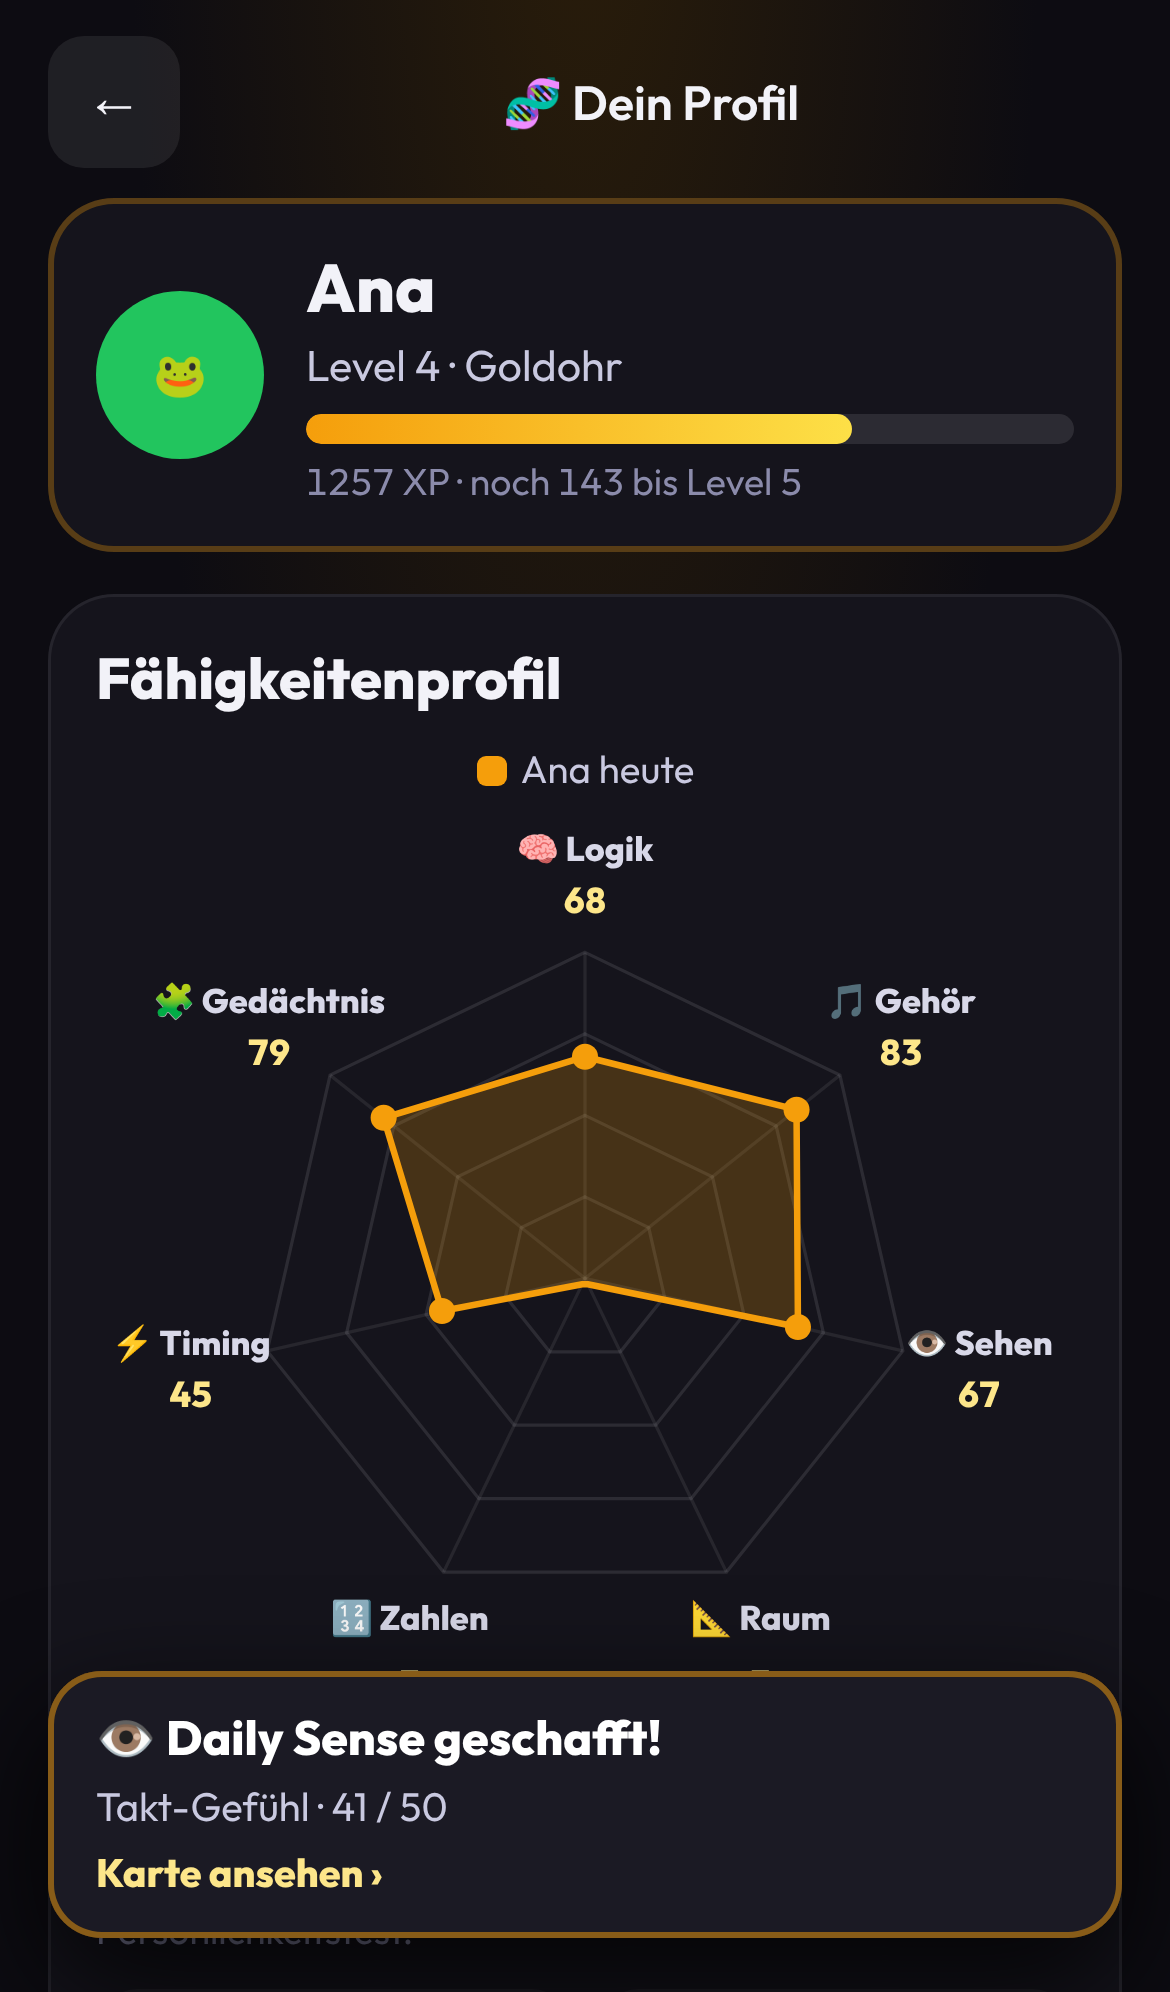 ←
🧬 Dein Profil
Ana
Level 4 · Goldohr
1257 XP · noch 143 bis Level 5
Fähigkeitenprofil
Ana heute
🧠 Logik
68
🧩 Gedächtnis
79
🎵 Gehör
83
⚡ Timing
45
👁️ Sehen
67
🔢 Zahlen
📐 Raum
👁️ Daily Sense geschafft!
Takt-Gefühl · 41 / 50
Karte ansehen ›